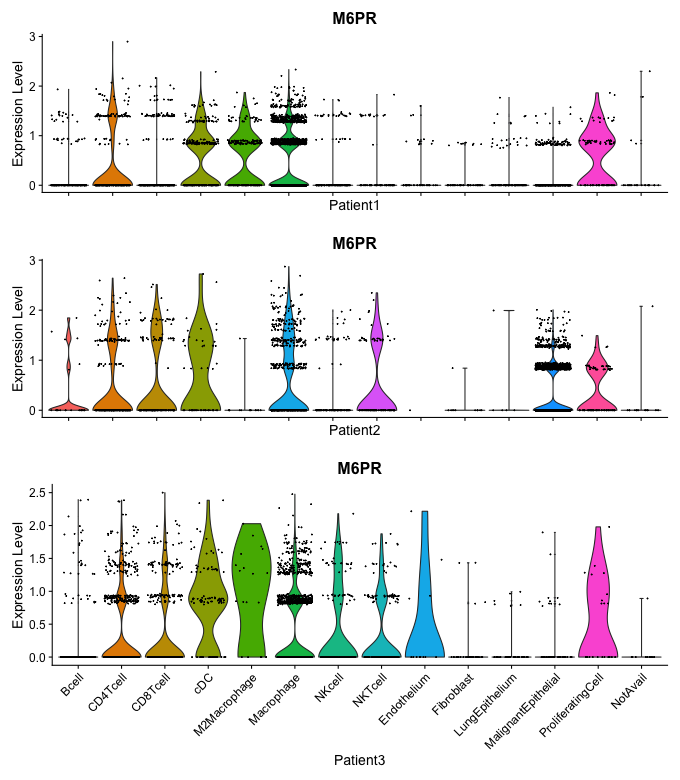 M6PR
Expression Level
3
2
1
0
Patient1
M6PR
Expression Level
3
2
1
0
Patient2
M6PR
Expression Level
2.5
2.0
1.5
1.0
0.5
0.0
Bcell
CD4Tcell
CD8Tcell
cDC
M2Macrophage
Macrophage
NKcell
NKTcell
Endothelium
Fibroblast
LungEpithelium
MalignantEpithelial
ProliferatingCell
NotAvail
Patient3